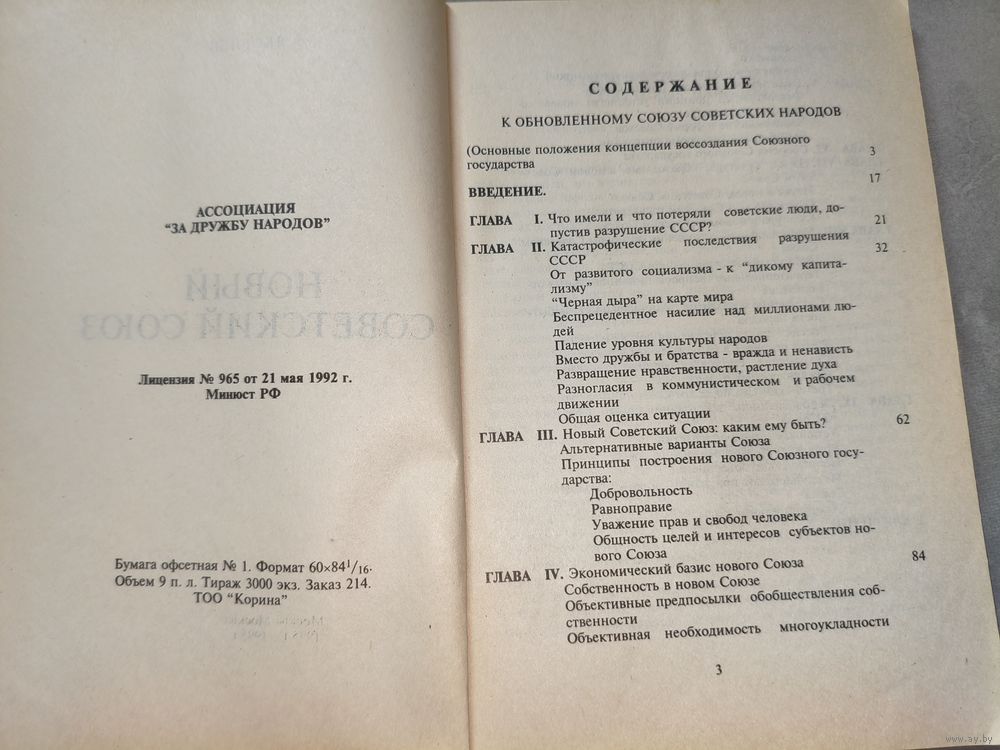 АССОЦИАЦИЯ
"ЗА ДРУЖБУ НАРОДОВ"
НОВЫЙ
СОВЕТСКИЙ СОЮЗ
Лицензия № 965 от 21 мая 1992 г.
Минюст РФ
Бумага офсетная № 1. Формат 60×84¹/₁₆.
Объем 9 п. л. Тираж 3000 экз. Заказ 214.
ТОО "Корина"
СОДЕРЖАНИЕ
К ОБНОВЛЕННОМУ СОЮЗУ СОВЕТСКИХ НАРОДОВ
(Основные положения концепции воссоздания Союзного
государства 3
ВВЕДЕНИЕ. 17
ГЛАВА I. Что имели и что потеряли советские люди, до-
пустив разрушение СССР? 21
ГЛАВА II. Катастрофические последствия разрушения 32
СССР
От развитого социализма - к "дикому капита-
лизму"
"Черная дыра" на карте мира
Беспрецедентное насилие над миллионами лю-
дей
Падение уровня культуры народов
Вместо дружбы и братства - вражда и ненависть
Развращение нравственности, растление духа
Разногласия в коммунистическом и рабочем
движении
Общая оценка ситуации
ГЛАВА III. Новый Советский Союз: каким ему быть? 62
Альтернативные варианты Союза
Принципы построения нового Союзного госу-
дарства:
Добровольность
Равноправие
Уважение прав и свобод человека
Общность целей и интересов субъектов но-
вого Союза
ГЛАВА IV. Экономический базис нового Союза 84
Собственность в новом Союзе
Объективные предпосылки обобществления соб-
ственности
Объективная необходимость многоукладности
3
www.ay.by